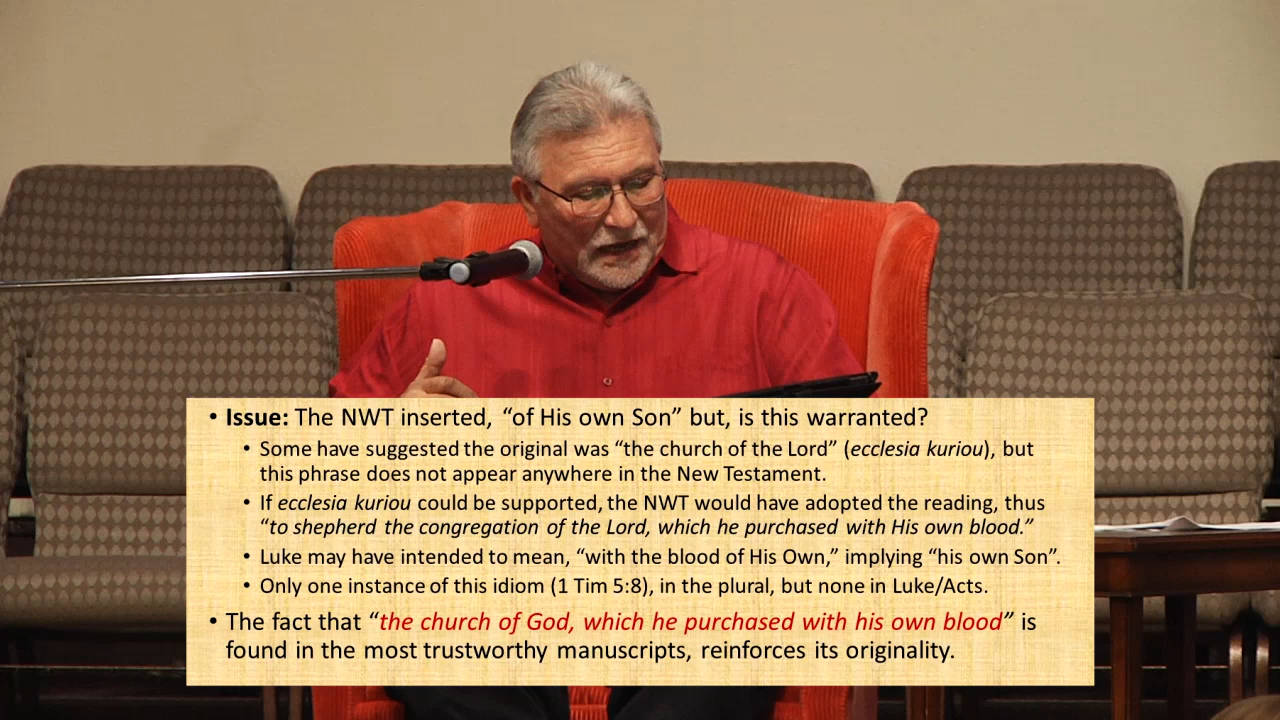 • Issue: The NWT inserted, “of His own Son” but, is this warranted?
• Some have suggested the original was “the church of the Lord” (ecclesia kuriou), but
this phrase does not appear anywhere in the New Testament.
• If ecclesia kuriou could be supported, the NWT would have adopted the reading, thus
“to shepherd the congregation of the Lord, which he purchased with His own blood.”
• Luke may have intended to mean, “with the blood of His Own,” implying “his own Son”.
• Only one instance of this idiom (1 Tim 5:8), in the plural, but none in Luke/Acts.
• The fact that “the church of God, which he purchased with his own blood” is
found in the most trustworthy manuscripts, reinforces its originality.